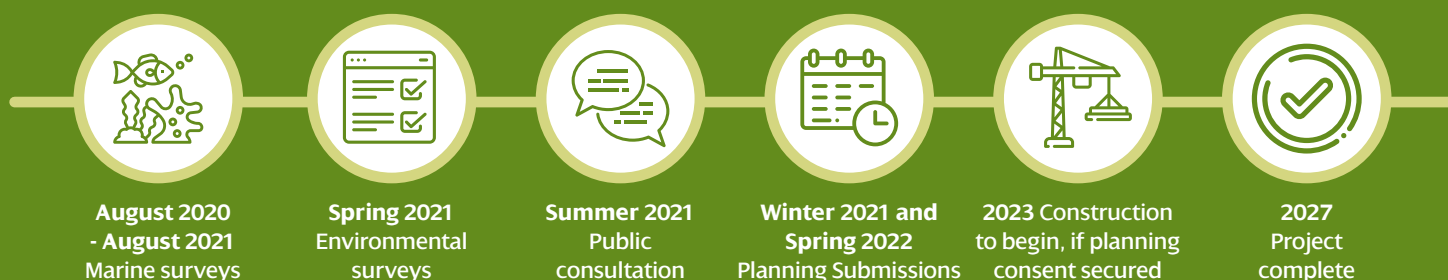 August 2020
- August 2021
Marine surveys
Spring 2021
Environmental
surveys
Summer 2021
Public
consultation
Winter 2021 and
Spring 2022
Planning Submissions
2023 Construction
to begin, if planning
consent secured
2027
Project
complete